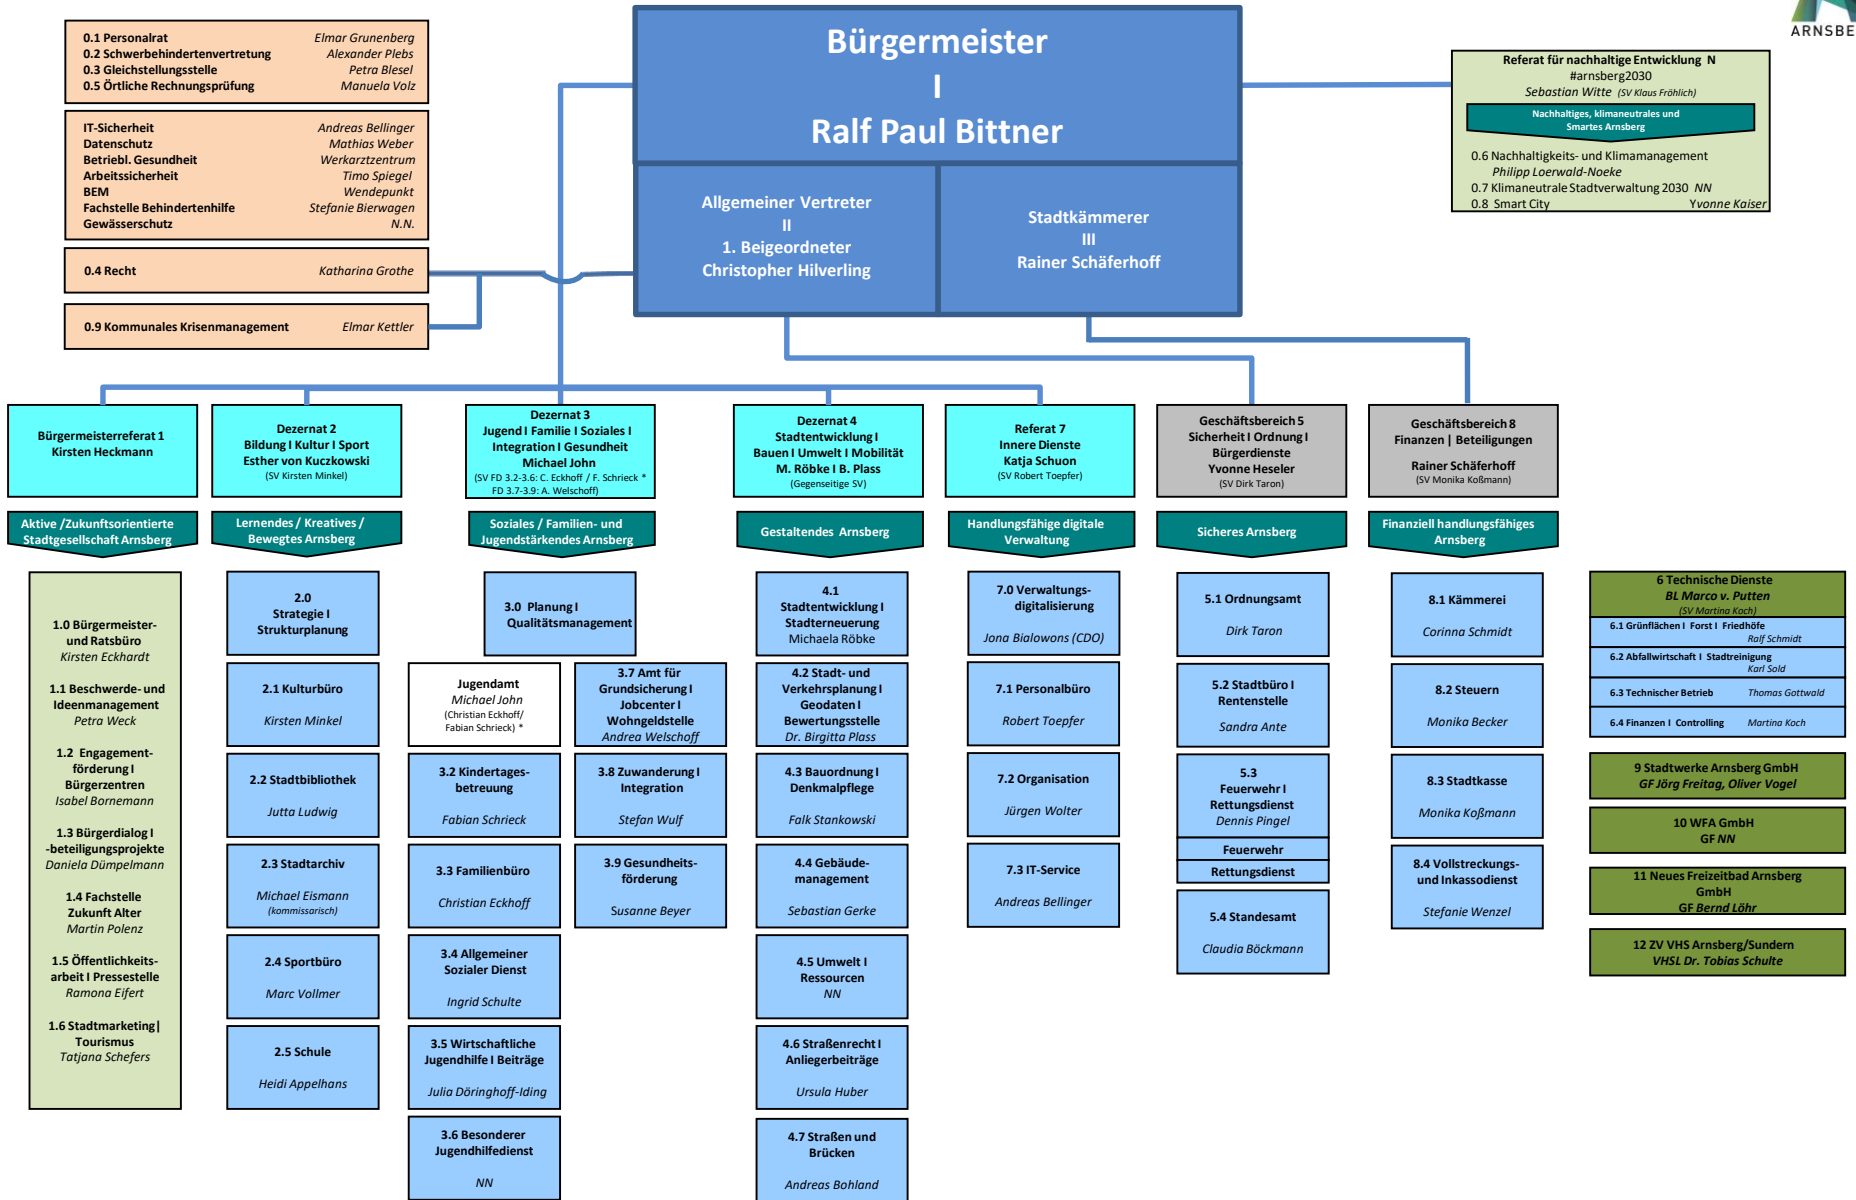 ARNSBE
0.1 Personalrat Elmar Grunenberg
0.2 Schwerbehindertenvertretung Alexander Plebs
0.3 Gleichstellungsstelle Petra Blesel
0.5 Örtliche Rechnungsprüfung Manuela Volz
IT-Sicherheit Andreas Bellinger
Datenschutz Mathias Weber
Betriebl. Gesundheit Werkarztzentrum
Arbeitssicherheit Timo Spiegel
BEM Wendepunkt
Fachstelle Behindertenhilfe Stefanie Bierwagen
Gewässerschutz N.N.
0.4 Recht Katharina Grothe
0.9 Kommunales Krisenmanagement Elmar Kettler
Bürgermeister
I
Ralf Paul Bittner
Allgemeiner Vertreter
II
1. Beigeordneter
Christopher Hilverling
Stadtkämmerer
III
Rainer Schäferhoff
Referat für nachhaltige Entwicklung N
#arnsberg2030
Sebastian Witte (SV Klaus Fröhlich)
Nachhaltiges, klimaneutrales und
Smartes Arnsberg
0.6 Nachhaltigkeits- und Klimamanagement
Philipp Loerwald-Noeke
0.7 Klimaneutrale Stadtverwaltung 2030 NN
0.8 Smart City Yvonne Kaiser
Bürgermeisterreferat 1
Kirsten Heckmann
Aktive /Zukunftsorientierte
Stadtgesellschaft Arnsberg
1.0 Bürgermeister-
und Ratsbüro
Kirsten Eckhardt
1.1 Beschwerde- und
Ideenmanagement
Petra Weck
1.2 Engagement-
förderung I
Bürgerzentren
Isabel Bornemann
1.3 Bürgerdialog I
-beteiligungsprojekte
Daniela Dümpelmann
1.4 Fachstelle
Zukunft Alter
Martin Polenz
1.5 Öffentlichkeits-
arbeit I Pressestelle
Ramona Eifert
1.6 Stadtmarketing|
Tourismus
Tatjana Schefers
Dezernat 2
Bildung I Kultur I Sport
Esther von Kuczkowski
(SV Kirsten Minkel)
Lernendes / Kreatives /
Bewegtes Arnsberg
2.0
Strategie I
Strukturplanung
2.1 Kulturbüro
Kirsten Minkel
2.2 Stadtbibliothek
Jutta Ludwig
2.3 Stadtarchiv
Michael Eismann
(kommissarisch)
2.4 Sportbüro
Marc Vollmer
2.5 Schule
Heidi Appelhans
Dezernat 3
Jugend I Familie I Soziales I
Integration I Gesundheit
Michael John
(SV FD 3.2-3.6: C. Eckhoff / F. Schrieck *
FD 3.7-3.9: A. Welschoff)
Soziales / Familien- und
Jugendstärkendes Arnsberg
3.0 Planung I
Qualitätsmanagement
Jugendamt
Michael John
(Christian Eckhoff/
Fabian Schrieck) *
3.2 Kindertages-
betreuung
Fabian Schrieck
3.3 Familienbüro
Christian Eckhoff
3.4 Allgemeiner
Sozialer Dienst
Ingrid Schulte
3.5 Wirtschaftliche
Jugendhilfe I Beiträge
Julia Döringhoff-Iding
3.6 Besonderer
Jugendhilfedienst
NN
3.7 Amt für
Grundsicherung I
Jobcenter I
Wohngeldstelle
Andrea Welschoff
3.8 Zuwanderung I
Integration
Stefan Wulf
3.9 Gesundheits-
förderung
Susanne Beyer
Dezernat 4
Stadtentwicklung I
Bauen I Umwelt I Mobilität
M. Röbke I B. Plass
(Gegenseitige SV)
Gestaltendes Arnsberg
4.1
Stadtentwicklung I
Stadterneuerung
Michaela Röbke
4.2 Stadt- und
Verkehrsplanung I
Geodaten I
Bewertungsstelle
Dr. Birgitta Plass
4.3 Bauordnung I
Denkmalpflege
Falk Stankowski
4.4 Gebäude-
management
Sebastian Gerke
4.5 Umwelt I
Ressourcen
NN
4.6 Straßenrecht I
Anliegerbeiträge
Ursula Huber
4.7 Straßen und
Brücken
Andreas Bohland
Referat 7
Innere Dienste
Katja Schuon
(SV Robert Toepfer)
Handlungsfähige digitale
Verwaltung
7.0 Verwaltungs-
digitalisierung
Jona Bialowons (CDO)
7.1 Personalbüro
Robert Toepfer
7.2 Organisation
Jürgen Wolter
7.3 IT-Service
Andreas Bellinger
Geschäftsbereich 5
Sicherheit I Ordnung I
Bürgerdienste
Yvonne Heseler
(SV Dirk Taron)
Sicheres Arnsberg
5.1 Ordnungsamt
Dirk Taron
5.2 Stadtbüro I
Rentenstelle
Sandra Ante
5.3
Feuerwehr I
Rettungsdienst
Dennis Pingel
Feuerwehr
Rettungsdienst
5.4 Standesamt
Claudia Böckmann
Geschäftsbereich 8
Finanzen | Beteiligungen
Rainer Schäferhoff
(SV Monika Koßmann)
Finanziell handlungsfähiges
Arnsberg
8.1 Kämmerei
Corinna Schmidt
8.2 Steuern
Monika Becker
8.3 Stadtkasse
Monika Koßmann
8.4 Vollstreckungs-
und Inkassodienst
Stefanie Wenzel
6 Technische Dienste
BL Marco v. Putten
(SV Martina Koch)
6.1 Grünflächen I Forst I Friedhöfe
Ralf Schmidt
6.2 Abfallwirtschaft I Stadtreinigung
Karl Sold
6.3 Technischer Betrieb Thomas Gottwald
6.4 Finanzen I Controlling Martina Koch
9 Stadtwerke Arnsberg GmbH
GF Jörg Freitag, Oliver Vogel
10 WFA GmbH
GF NN
11 Neues Freizeitbad Arnsberg
GmbH
GF Bernd Löhr
12 ZV VHS Arnsberg/Sundern
VHSL Dr. Tobias Schulte